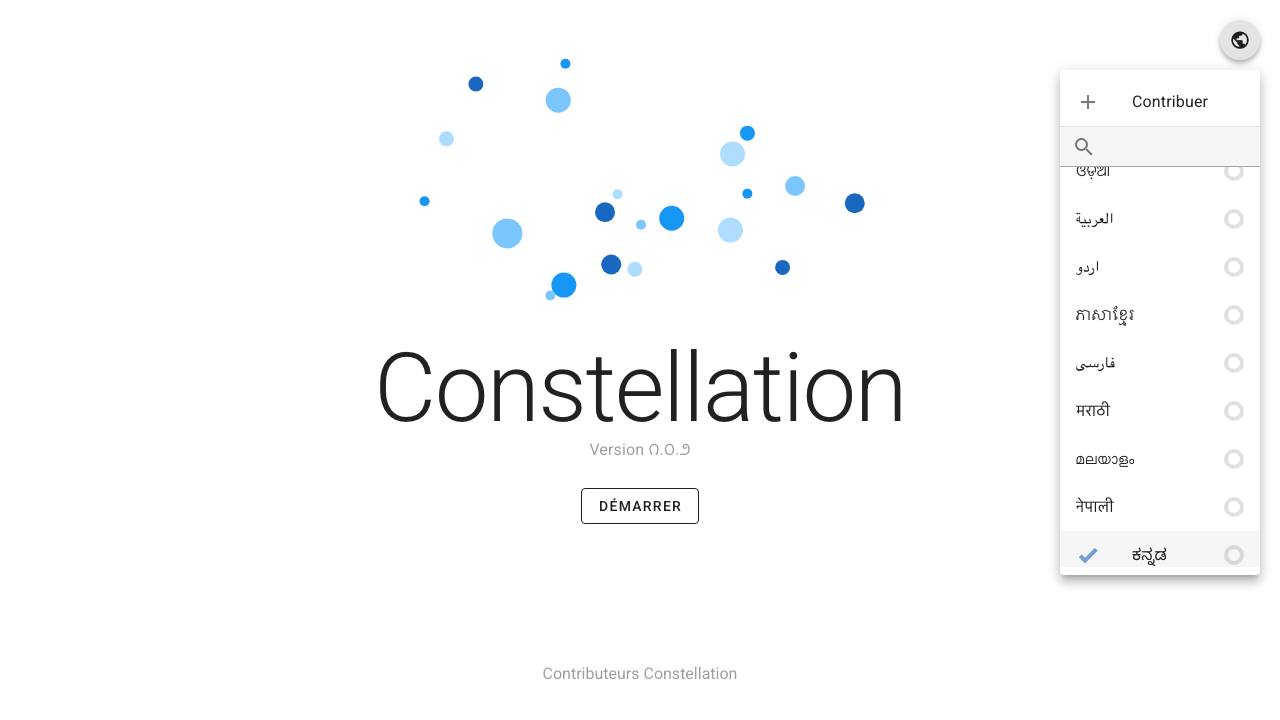 Contribuer
ଓଡ଼ିଆ
العربية
اردو
ភាសាខ្មែរ
فارسی
मराठी
മലയാളം
नेपाली
ಕನ್ನಡ
Constellation
Version ೧.೦.೨
DÉMARRER
Contributeurs Constellation